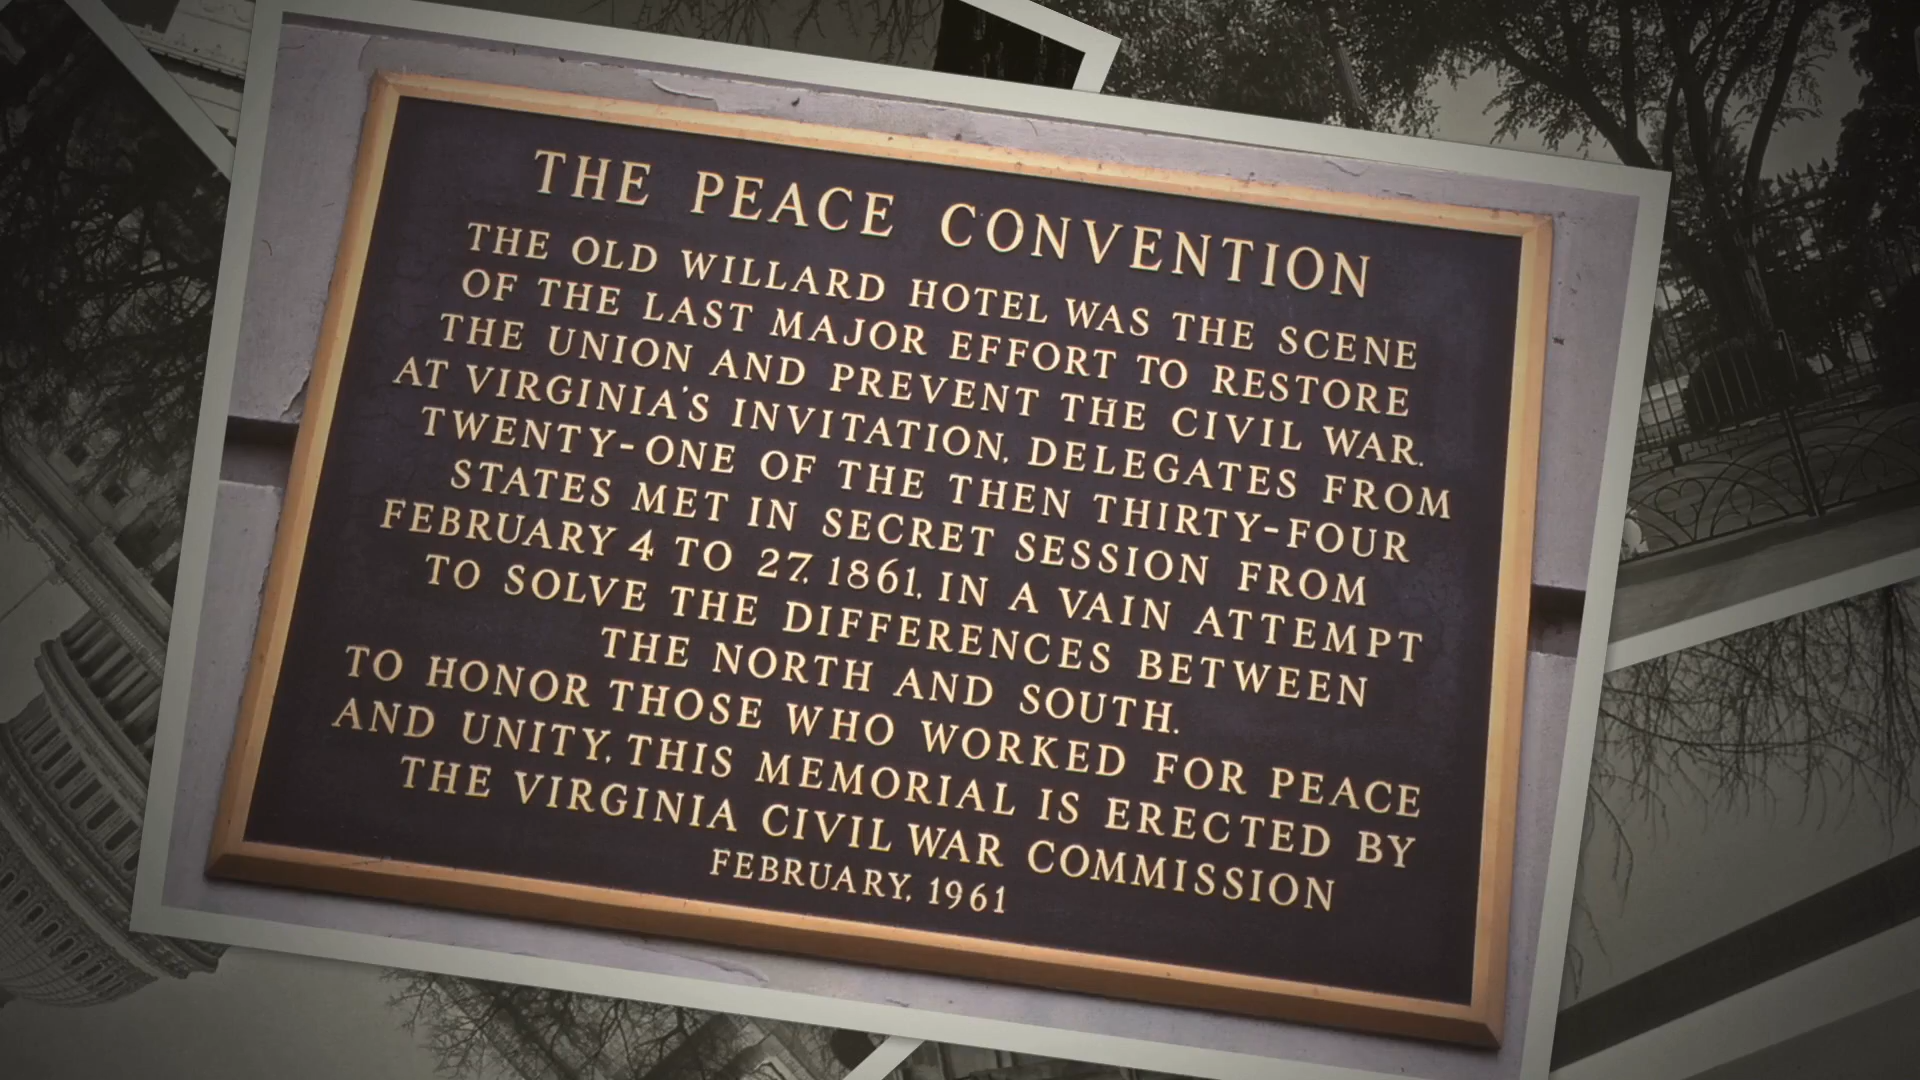 THE PEACE CONVENTION
THE OLD WILLARD HOTEL WAS THE SCENE
OF THE LAST MAJOR EFFORT TO RESTORE
THE UNION AND PREVENT THE CIVIL WAR.
AT VIRGINIA'S INVITATION, DELEGATES FROM
TWENTY-ONE OF THE THEN THIRTY-FOUR
STATES MET IN SECRET SESSION FROM
FEBRUARY 4 TO 27, 1861, IN A VAIN ATTEMPT
TO SOLVE THE DIFFERENCES BETWEEN
THE NORTH AND SOUTH.
TO HONOR THOSE WHO WORKED FOR PEACE
AND UNITY, THIS MEMORIAL IS ERECTED BY
THE VIRGINIA CIVIL WAR COMMISSION
FEBRUARY, 1961